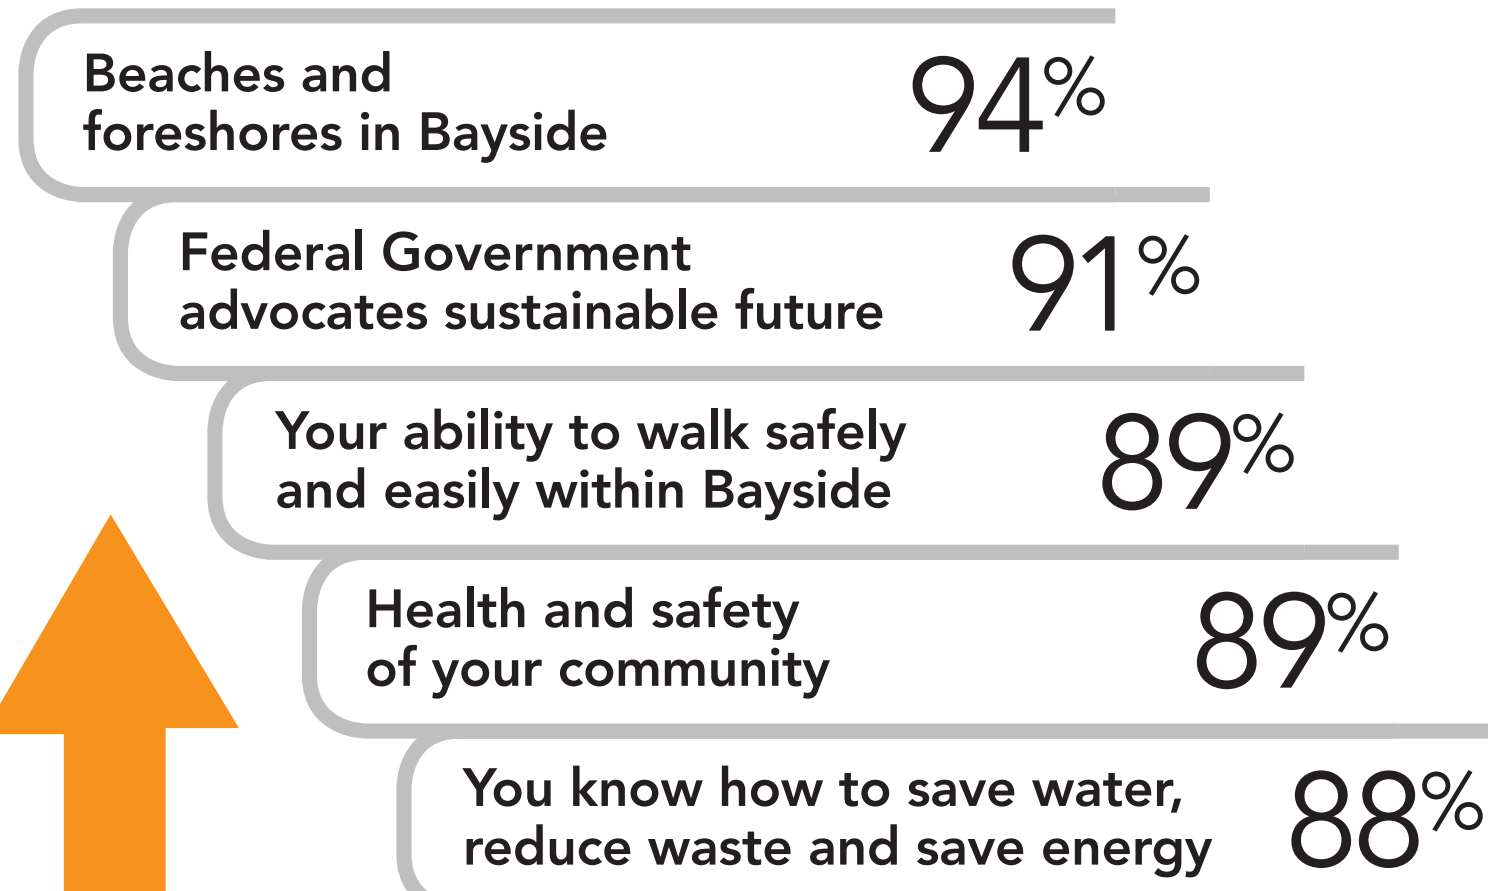 Beaches and
foreshores in Bayside
94%
Federal Government
advocates sustainable future
91%
Your ability to walk safely
and easily within Bayside
89%
Health and safety
of your community
89%
You know how to save water,
reduce waste and save energy
88%